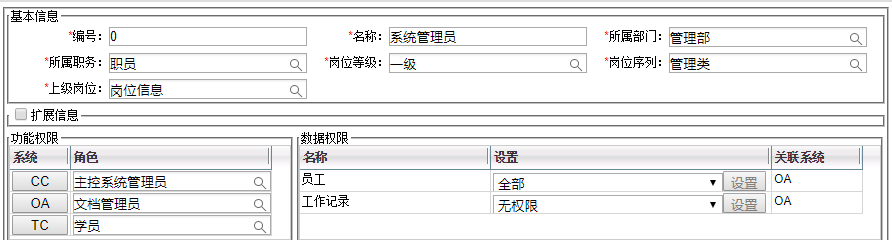 基本信息
*编号: 0 *名称: 系统管理员 *所属部门: 管理部
*所属职务: 职员 *岗位等级: 一级 *岗位序列: 管理类
*上级岗位: 岗位信息
扩展信息
功能权限 数据权限
系统 角色 名称 设置 关联系统
CC 主控系统管理员 员工 全部 设置 OA
OA 文档管理员 工作记录 无权限 设置 OA
TC 学员